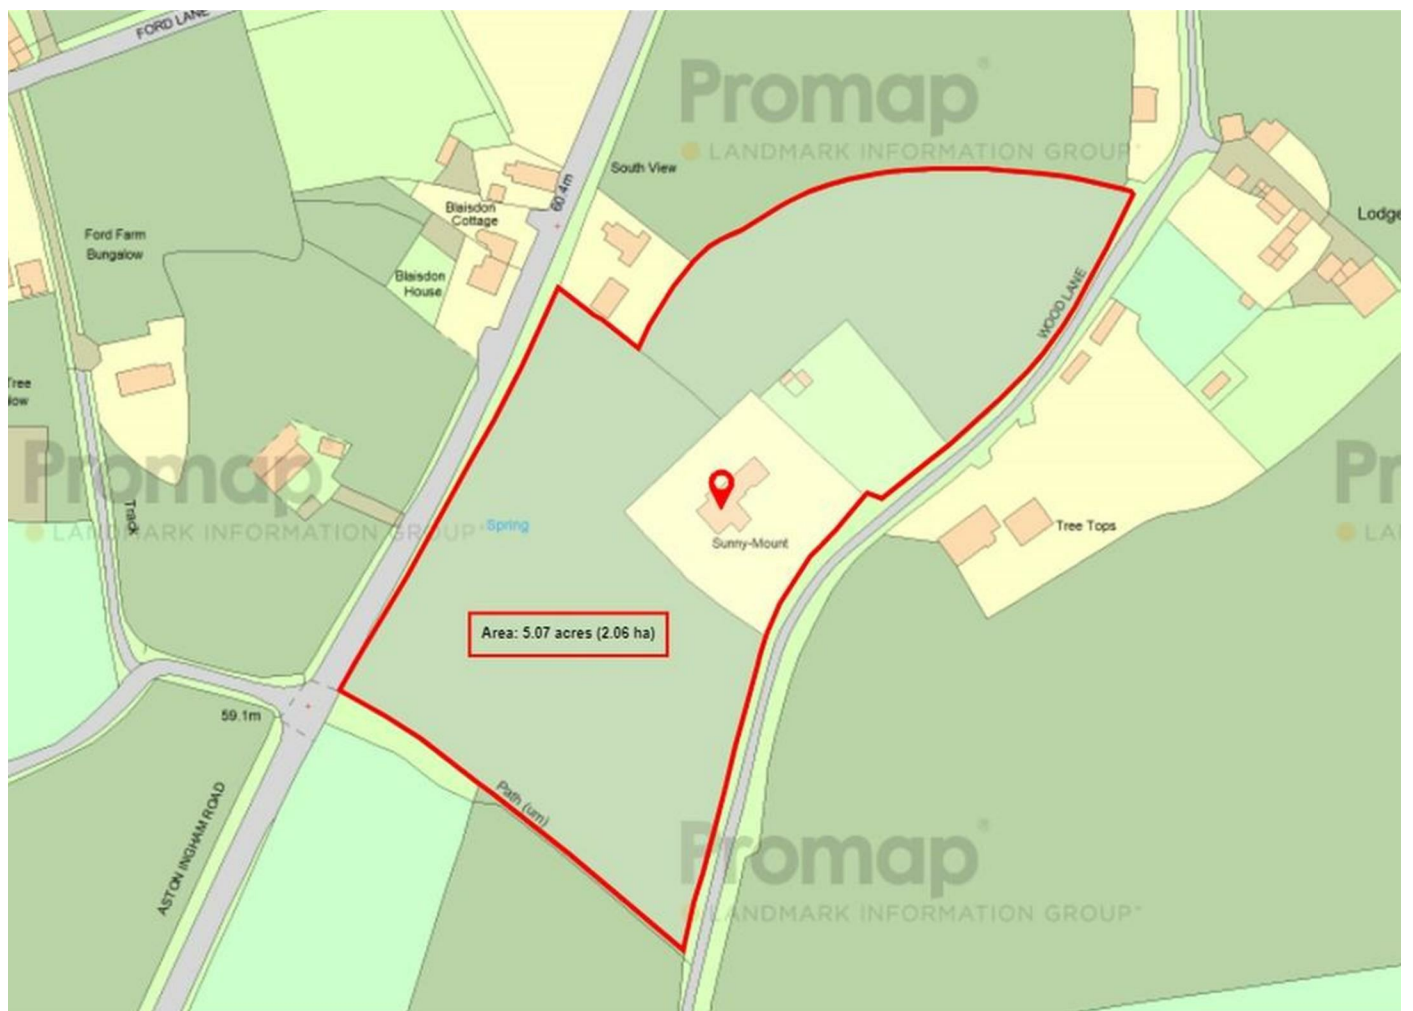 FORD LANE
Promap
LANDMARK INFORMATION GROUP
South View
60.4m
Blaisdon
Cottage
Lodge
Ford Farm
Bungalow
Blaisdon
House
WOOD LANE
Tree
Promap
LANDMARK INFORMATION GROUP
Track
Spring
Sunny-Mount
Tree Tops
Pr
LA
Area: 5.07 acres (2.06 ha)
59.1m
Path (um)
ASTON INGHAM ROAD
Promap
LANDMARK INFORMATION GROUP